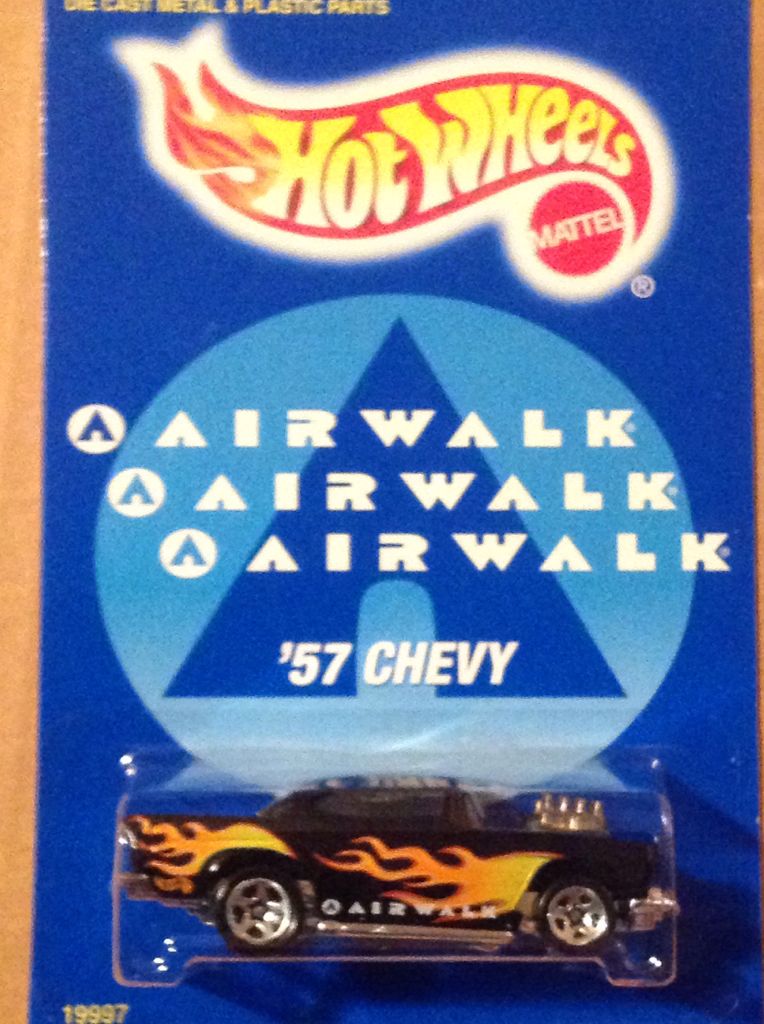 DIE CAST METAL & PLASTIC PARTS
HOT WHEELS
MATTEL
®
AIRWALK
AIRWALK
AIRWALK
'57 CHEVY
AIRWALK
19997